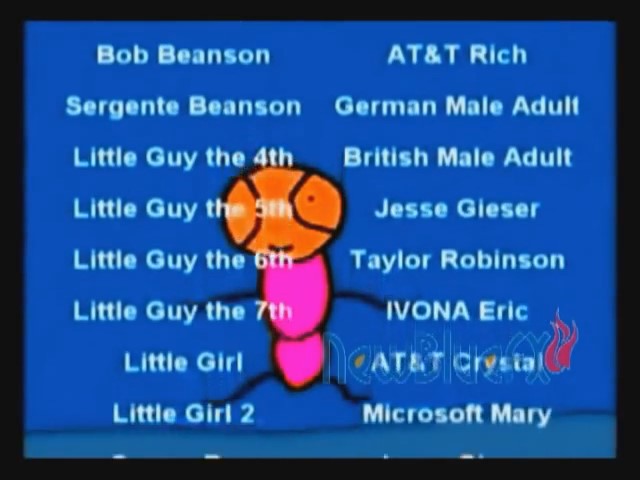 Bob Beanson AT&T Rich
Sergente Beanson German Male Adult
Little Guy the 4th British Male Adult
Little Guy the 5th Jesse Gieser
Little Guy the 6th Taylor Robinson
Little Guy the 7th IVONA Eric
NewBlueFX
Little Girl AT&T Crystal
Little Girl 2 Microsoft Mary